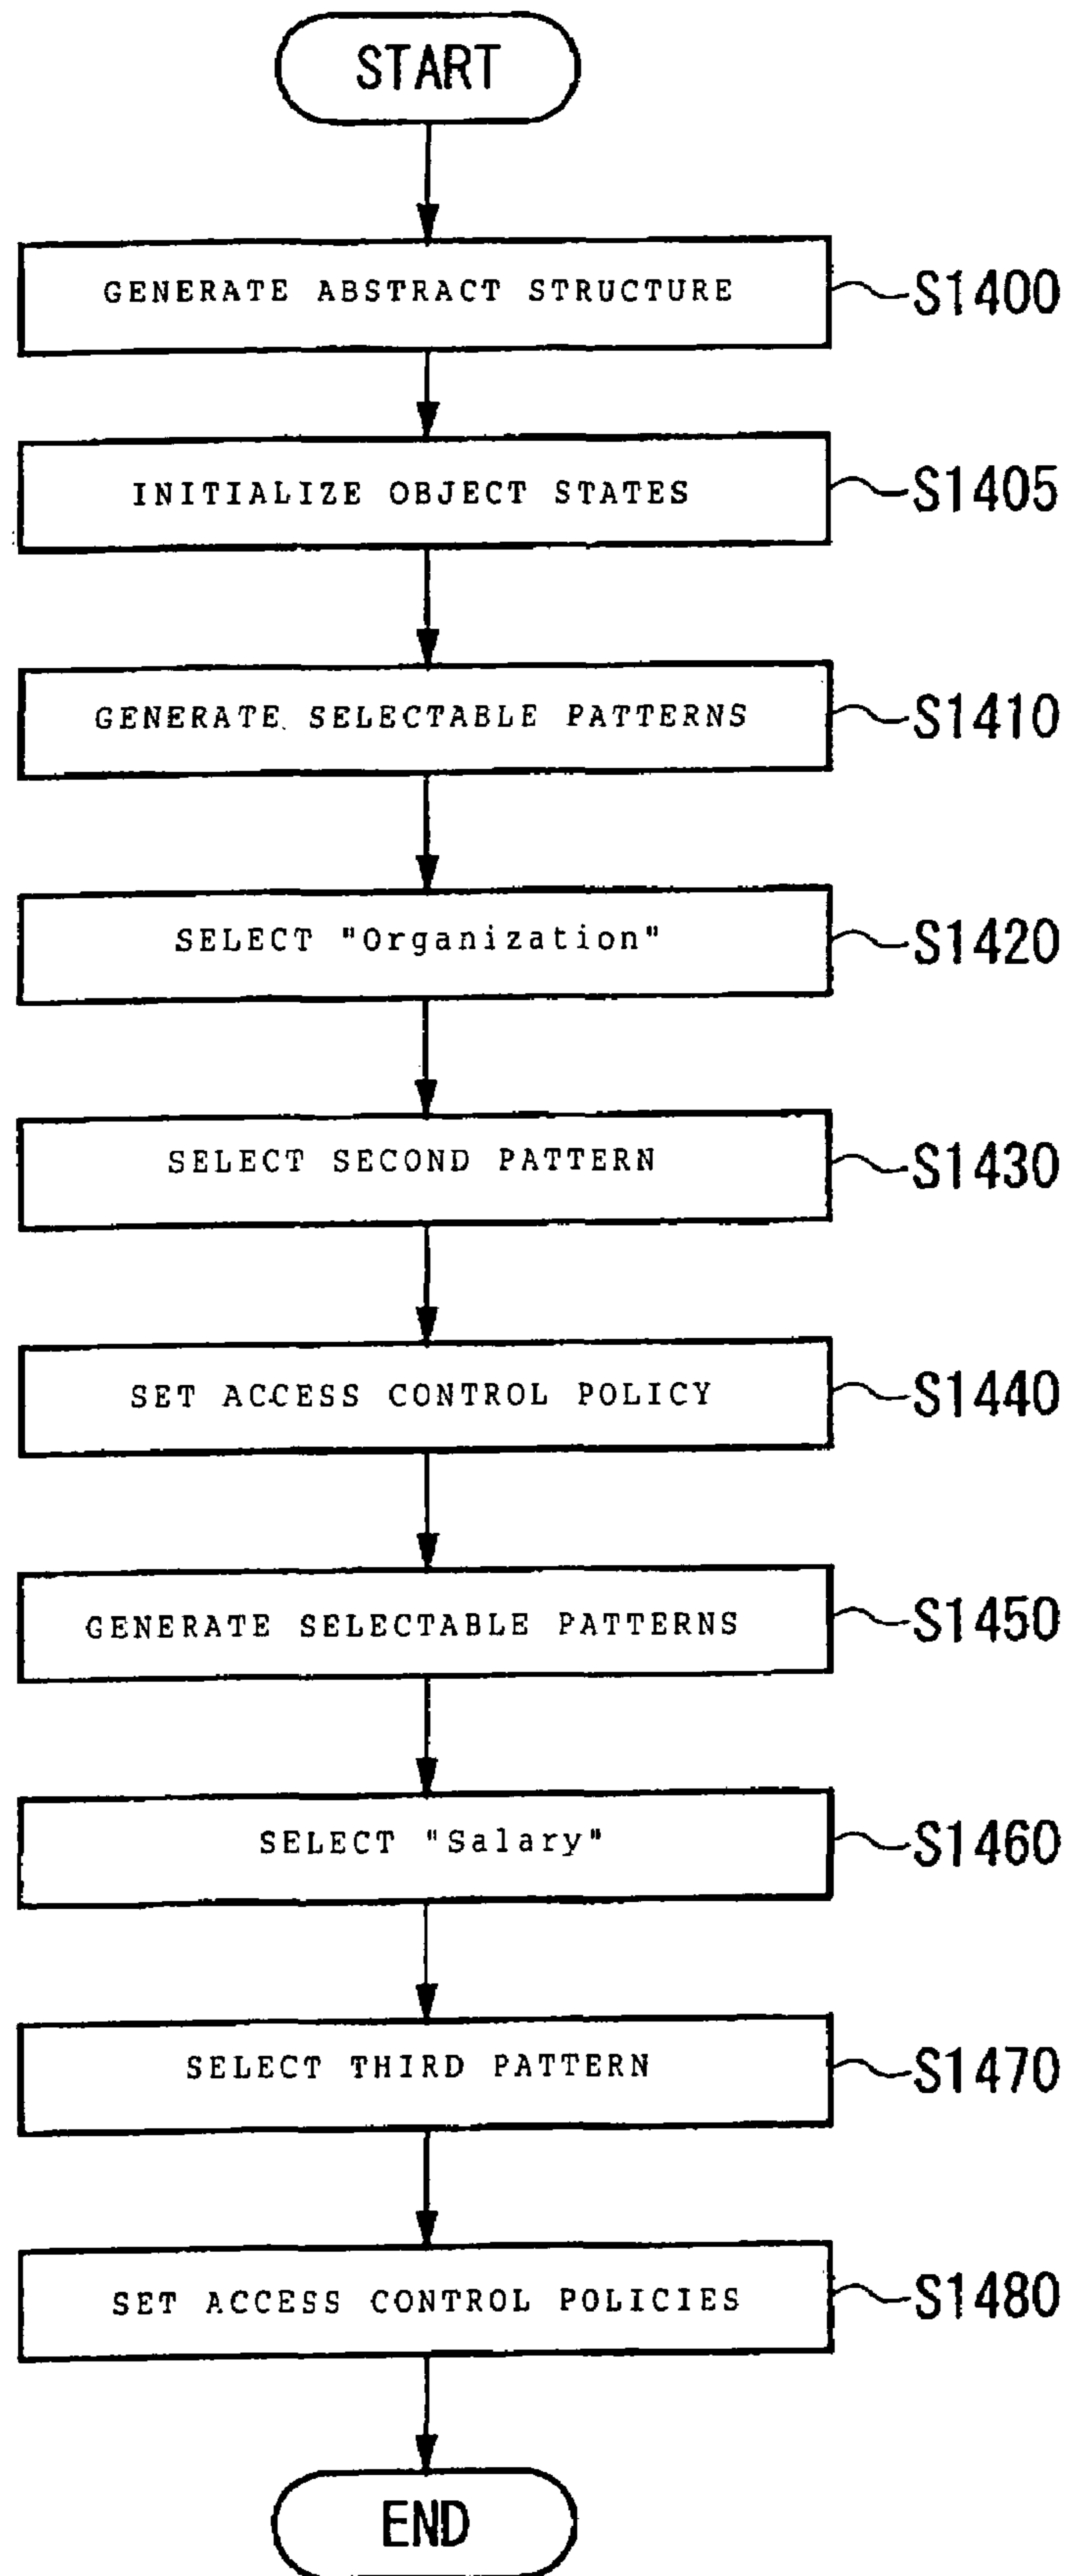 START
GENERATE ABSTRACT STRUCTURE S1400
INITIALIZE OBJECT STATES S1405
GENERATE SELECTABLE PATTERNS S1410
SELECT "Organization" S1420
SELECT SECOND PATTERN S1430
SET ACCESS CONTROL POLICY S1440
GENERATE SELECTABLE PATTERNS S1450
SELECT "Salary" S1460
SELECT THIRD PATTERN S1470
SET ACCESS CONTROL POLICIES S1480
END